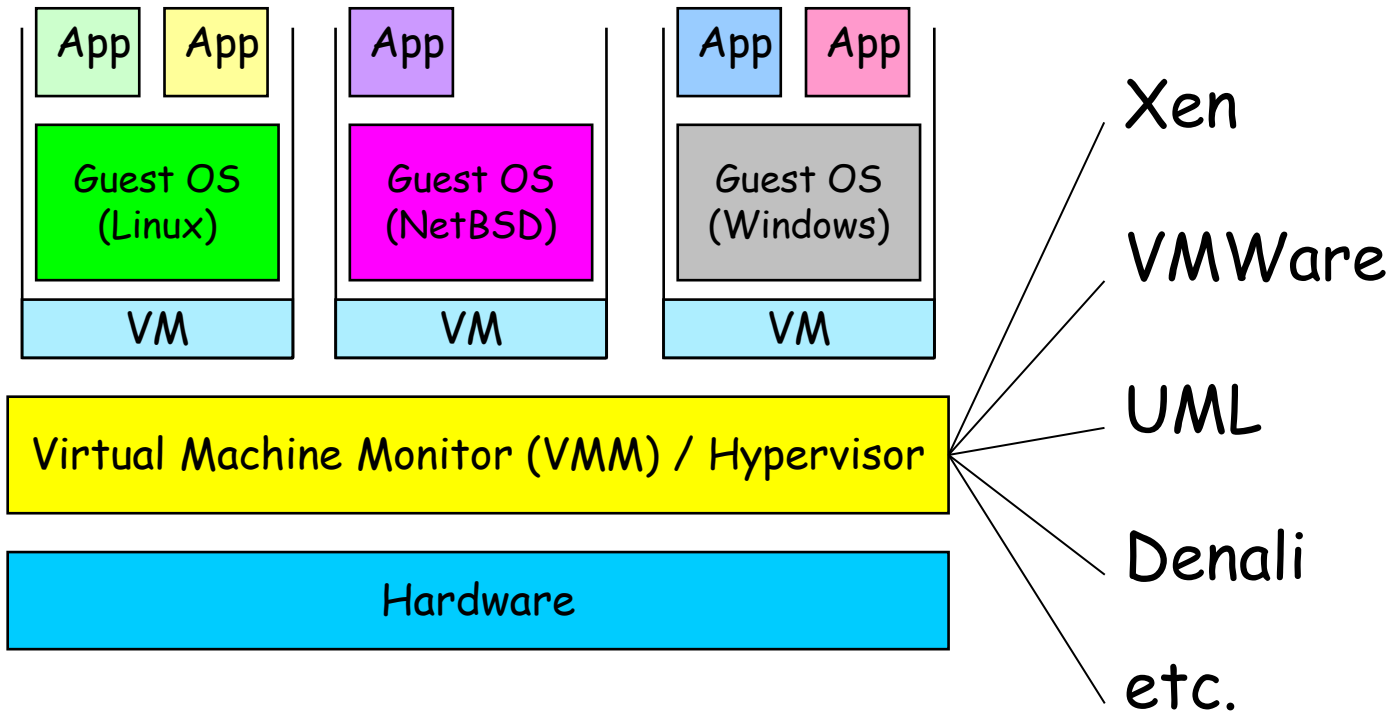 App
App
App
App
App
Guest OS
(Linux)
Guest OS
(NetBSD)
Guest OS
(Windows)
VM
VM
VM
Virtual Machine Monitor (VMM) / Hypervisor
Hardware
Xen
VMWare
UML
Denali
etc.